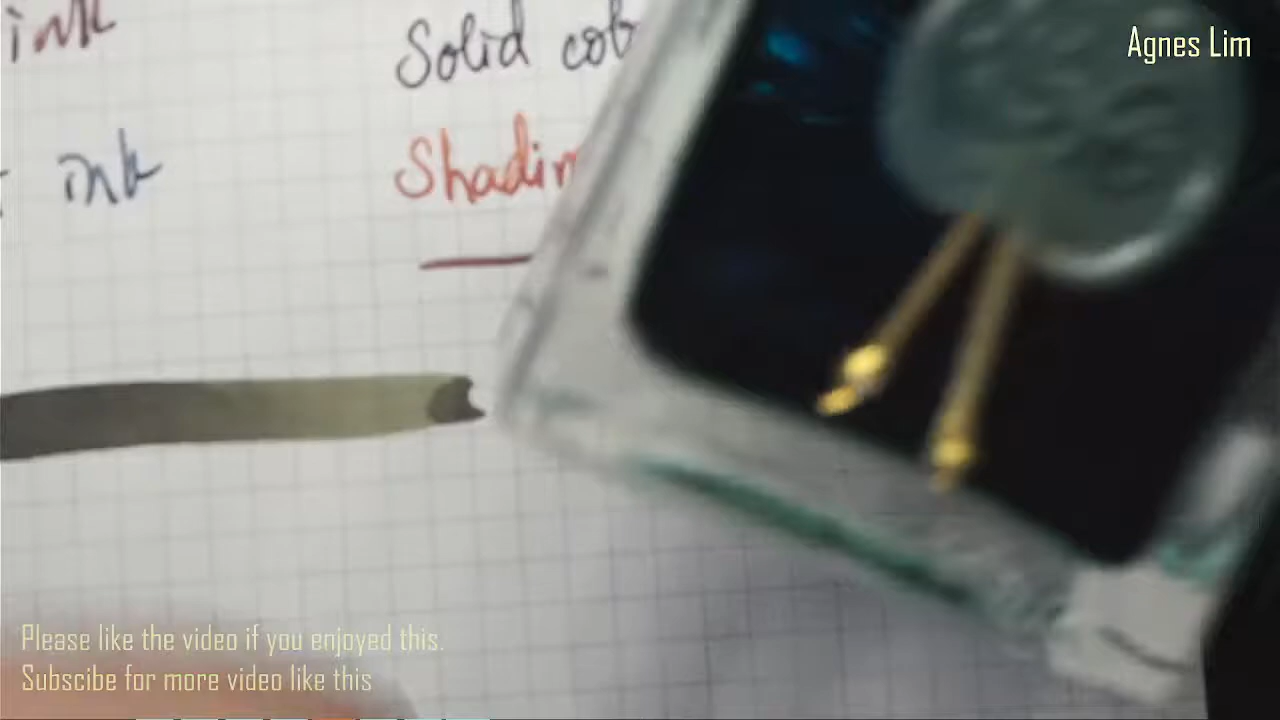 ink
Solid
Agnes Lim
ink
Shadin
Please like the video if you enjoyed this.
Subscibe for more video like this